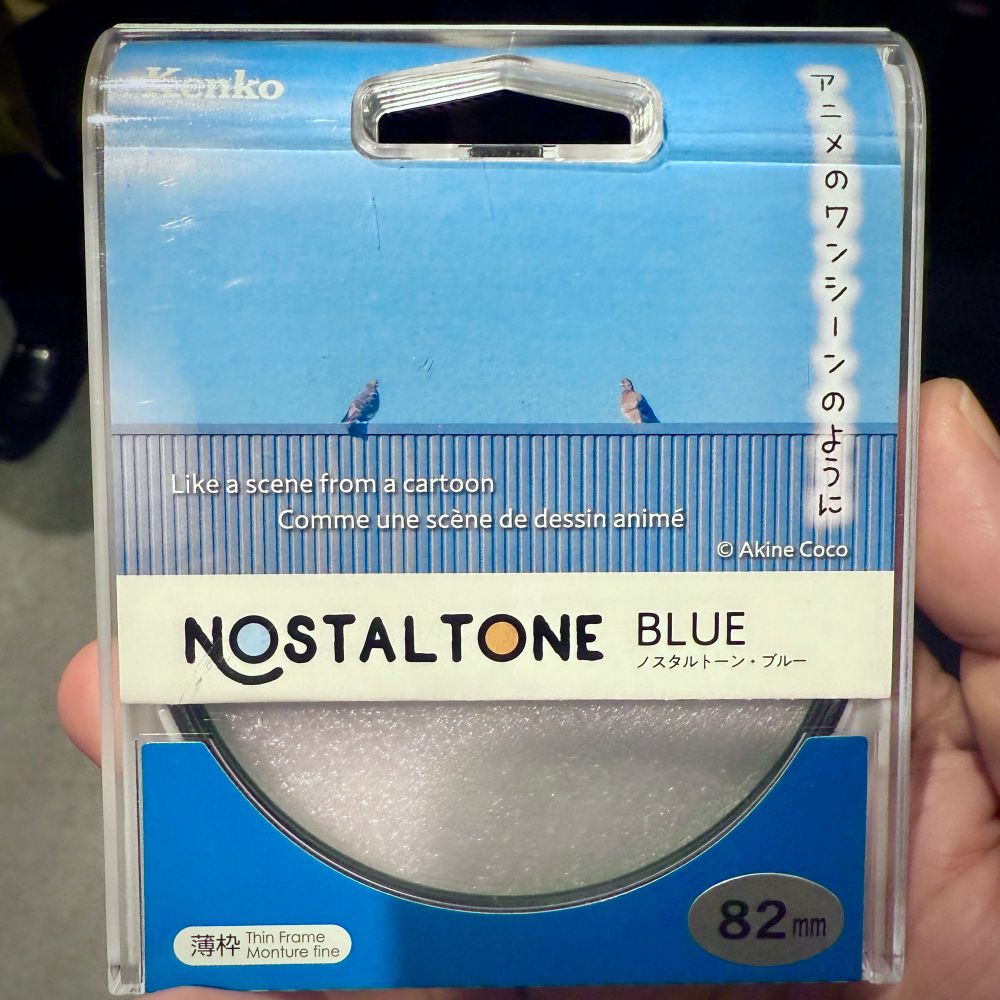 Kenko
アニメのワンシーンのように
Like a scene from a cartoon
Comme une scène de dessin animé
© Akine Coco
NOSTALTONE BLUE
ノスタルトーン・ブルー
薄枠 Thin Frame
Monture fine
82mm